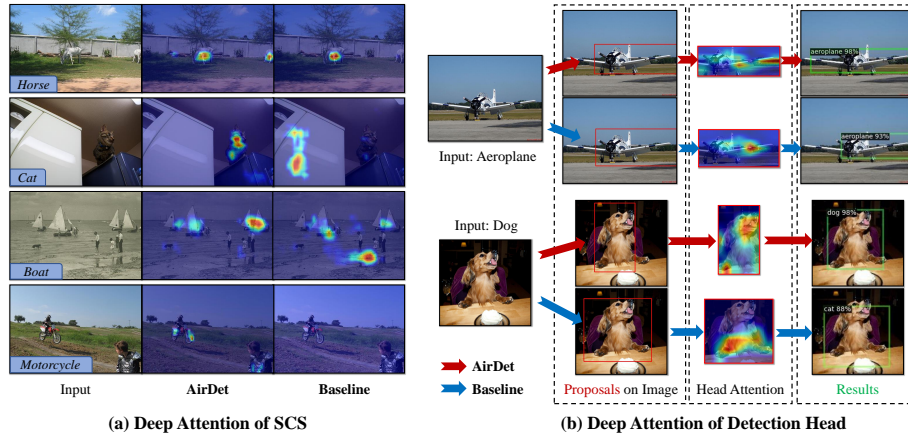 Horse
Cat
Boat
Motorcycle
Input
AirDet
Baseline
(a) Deep Attention of SCS
Input: Aeroplane
aeroplane 98%
aeroplane 93%
Input: Dog
dog 98%
cat 88%
AirDet
Baseline
Proposals on Image
Head Attention
Results
(b) Deep Attention of Detection Head